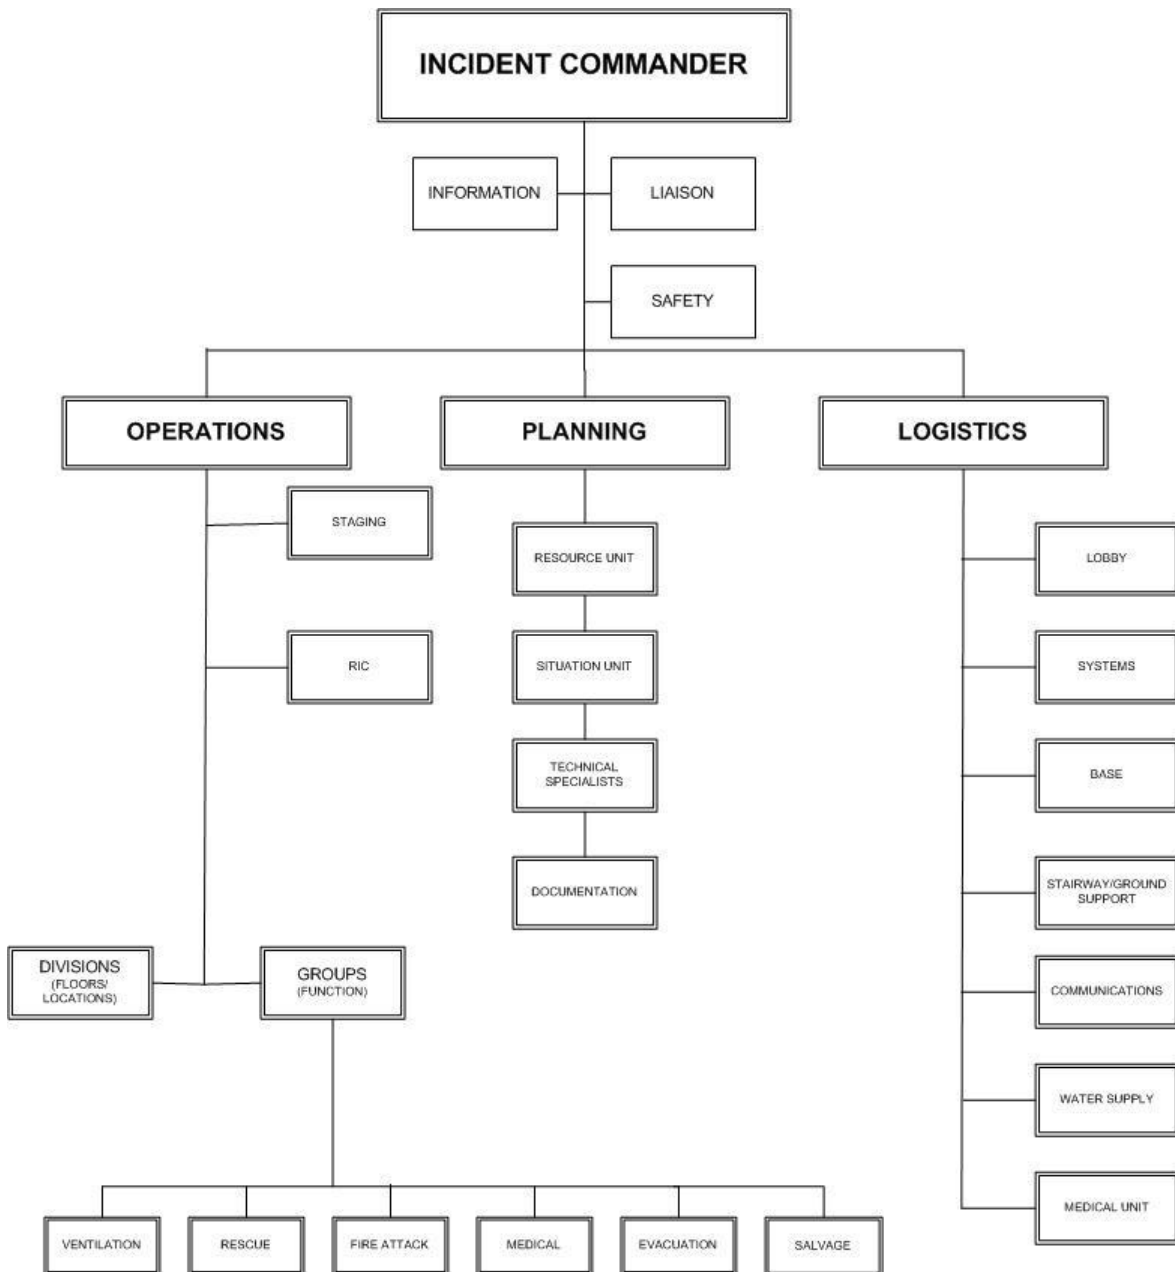 INCIDENT COMMANDER
INFORMATION
LIAISON
SAFETY
OPERATIONS
PLANNING
LOGISTICS
STAGING
RESOURCE UNIT
LOBBY
RIC
SITUATION UNIT
SYSTEMS
TECHNICAL
SPECIALISTS
BASE
DOCUMENTATION
STAIRWAY/GROUND
SUPPORT
DIVISIONS
(FLOORS/
LOCATIONS)
GROUPS
(FUNCTION)
COMMUNICATIONS
WATER SUPPLY
MEDICAL UNIT
VENTILATION
RESCUE
FIRE ATTACK
MEDICAL
EVACUATION
SALVAGE